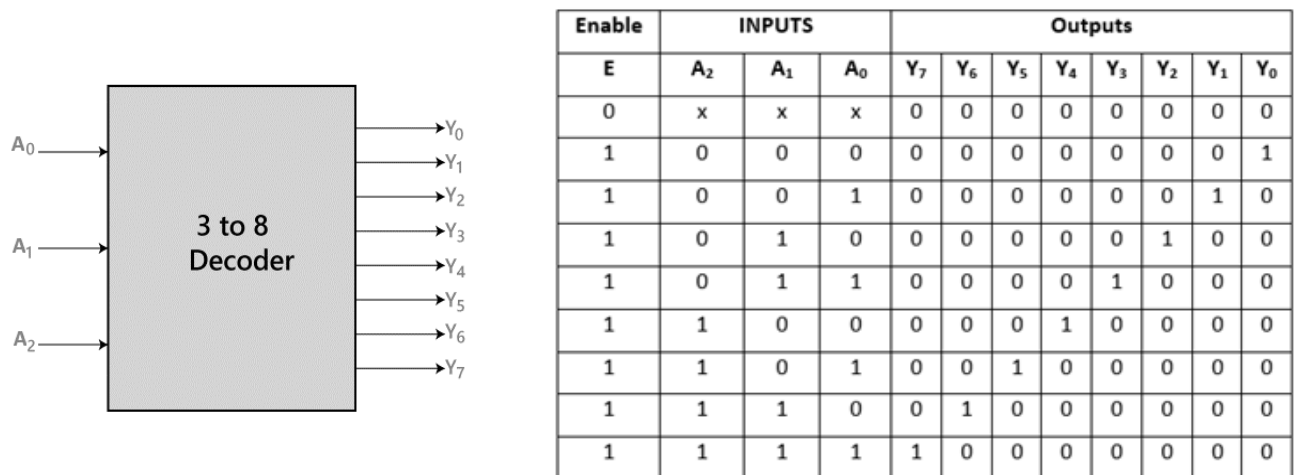 A₀
A₁
A₂
3 to 8
Decoder
Y₀
Y₁
Y₂
Y₃
Y₄
Y₅
Y₆
Y₇
Enable INPUTS Outputs
E A₂ A₁ A₀ Y₇ Y₆ Y₅ Y₄ Y₃ Y₂ Y₁ Y₀
0 x x x 0 0 0 0 0 0 0 0
1 0 0 0 0 0 0 0 0 0 0 1
1 0 0 1 0 0 0 0 0 0 1 0
1 0 1 0 0 0 0 0 0 1 0 0
1 0 1 1 0 0 0 0 1 0 0 0
1 1 0 0 0 0 0 1 0 0 0 0
1 1 0 1 0 0 1 0 0 0 0 0
1 1 1 0 0 1 0 0 0 0 0 0
1 1 1 1 1 0 0 0 0 0 0 0